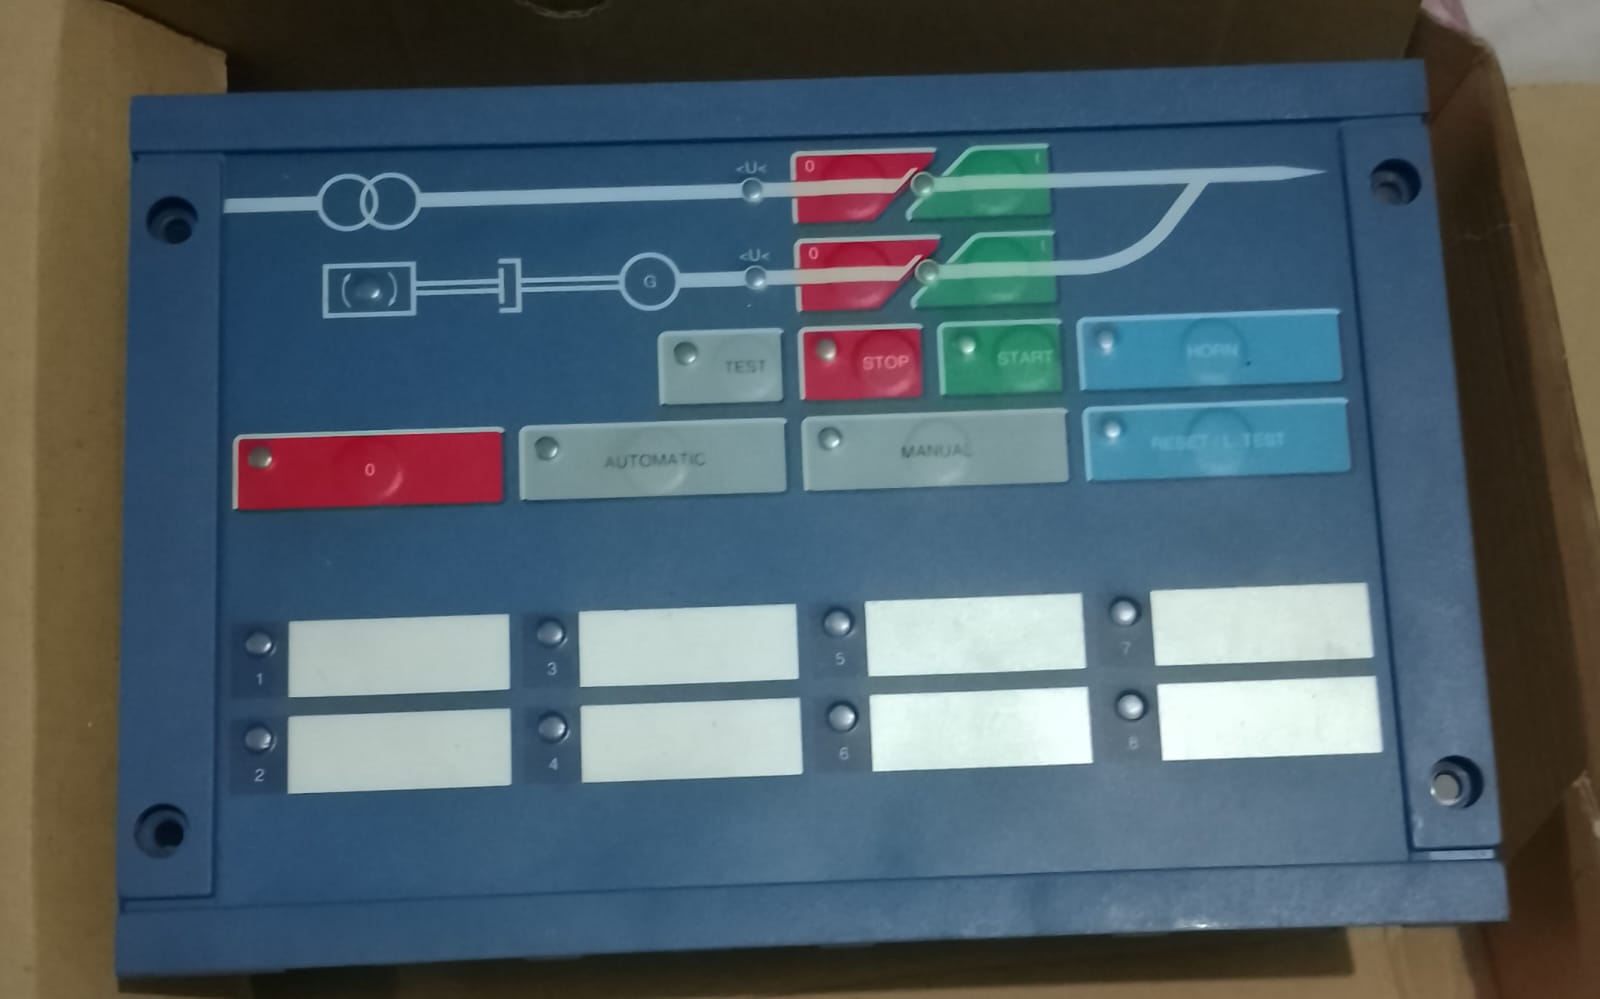 <U<
0
I
<U<
0
I
G
TEST
STOP
START
HORN
0
AUTOMATIC
MANUAL
RESET / L. TEST
1
3
5
7
2
4
6
8